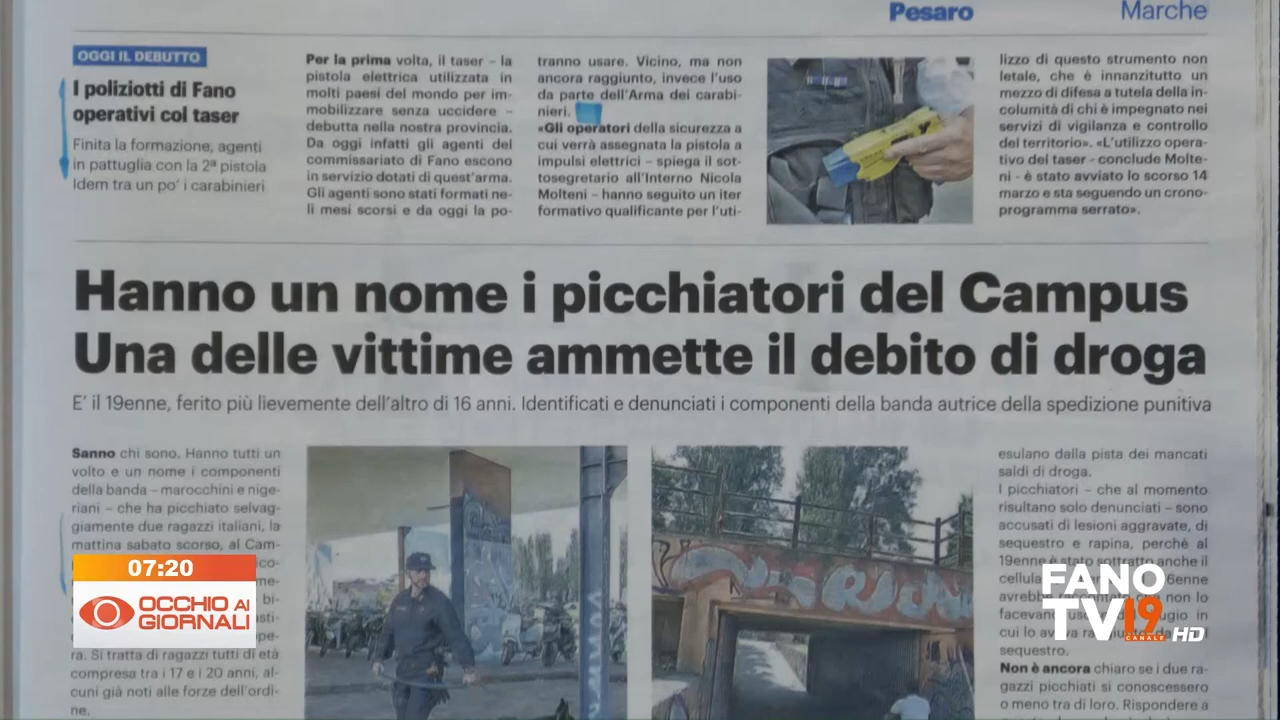 Pesaro
Marche
OGGI IL DEBUTTO
I poliziotti di Fano
operativi col taser
Finita la formazione, agenti
in pattuglia con la 2ª pistola
Idem tra un po' i carabinieri
Per la prima volta, il taser – la
pistola elettrica utilizzata in
molti paesi del mondo per im-
mobilizzare senza uccidere –
debutta nella nostra provincia.
Da oggi infatti gli agenti del
commissariato di Fano escono
in servizio dotati di quest'arma.
Gli agenti sono stati formati ne-
li mesi scorsi e da oggi la po-
tranno usare. Vicino, ma non
ancora raggiunto, invece l'uso
da parte dell'Arma dei carabi-
nieri.
«Gli operatori della sicurezza a
cui verrà assegnata la pistola a
impulsi elettrici – spiega il sot-
tosegretario all'Interno Nicola
Molteni – hanno seguito un iter
formativo qualificante per l'uti-
lizzo di questo strumento non
letale, che è innanzitutto un
mezzo di difesa a tutela della in-
columità di chi è impegnato nei
servizi di vigilanza e controllo
del territorio». «L'utilizzo opera-
tivo del taser - conclude Molte-
ni - è stato avviato lo scorso 14
marzo e sta seguendo un crono-
programma serrato».
Hanno un nome i picchiatori del Campus
Una delle vittime ammette il debito di droga
E' il 19enne, ferito più lievemente dell'altro di 16 anni. Identificati e denunciati i componenti della banda autrice della spedizione punitiva
Sanno chi sono. Hanno tutti un
volto e un nome i componenti
della banda – marocchini e nige-
riani – che ha picchiato selvag-
giamente due ragazzi italiani, la
mattina sabato scorso, al Cam-
ra. Si tratta di ragazzi tutti di età
compresa tra i 17 e i 20 anni, al-
cuni già noti alle forze dell'ordi-
ne.
esulano dalla pista dei mancati
saldi di droga.
I picchiatori – che al momento
risultano solo denunciati – sono
accusati di lesioni aggravate, di
sequestro e rapina, perchè al
19enne è stato sottratto anche il
cellula
avrebbe non lo
facevan
cui lo
sequestro.
Non è ancora chiaro se i due ra-
gazzi picchiati si conoscessero
o meno tra di loro. Rispondere a
07:20
OCCHIO AI
GIORNALI
FANO
TV19
CANALE
HD